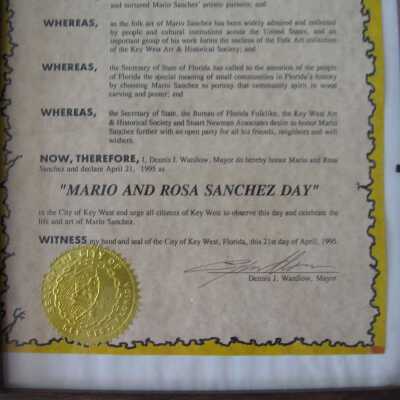 and nurtured Mario Sanchez' artistic pursuits; and
WHEREAS, as the folk art of Mario Sanchez has been widely admired and collected
by people and cultural institutions across the United States, and an
important group of his work forms the nucleus of the Folk Art collection
of the Key West Art & Historical Society; and
WHEREAS, the Secretary of State of Florida has called to the attention of the people
of Florida the special meaning of small communities in Florida's history
by choosing Mario Sanchez to portray that community spirit in wood
carving and poster; and
WHEREAS, the Secretary of State, the Bureau of Florida Folklife, the Key West Art
& Historical Society and Stuart Newman Associates desire to honor Mario
Sanchez further with an open party for all his friends, neighbors and well
wishers.
NOW, THEREFORE, I, Dennis J. Wardlow, Mayor do hereby honor Mario and Rosa
Sanchez and declare April 21, 1995 as
"MARIO AND ROSA SANCHEZ DAY"
in the City of Key West and urge all citizens of Key West to observe this day and celebrate the
life and art of Mario Sanchez.
WITNESS my hand and seal of the City of Key West, Florida, this 21st day of April, 1995.
Dennis J. Wardlow, Mayor